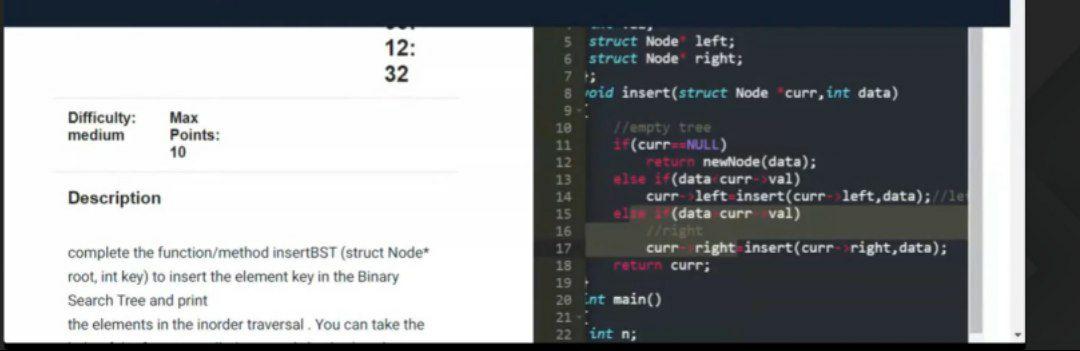 12:
32
Difficulty:
medium
Max
Points:
10
Description
complete the function/method insertBST (struct Node*
root, int key) to insert the element key in the Binary
Search Tree and print
the elements in the inorder traversal . You can take the
5 struct Node* left;
6 struct Node* right;
7 };
8 void insert(struct Node *curr,int data)
9
10 //empty tree
11 if(curr==NULL)
12 return newNode(data);
13 else if(data curr->val)
14 curr->left=insert(curr->left,data);//le
15 else if(data curr->val)
16 //right
17 curr->right=insert(curr->right,data);
18 return curr;
19
20 int main()
21
22 int n;